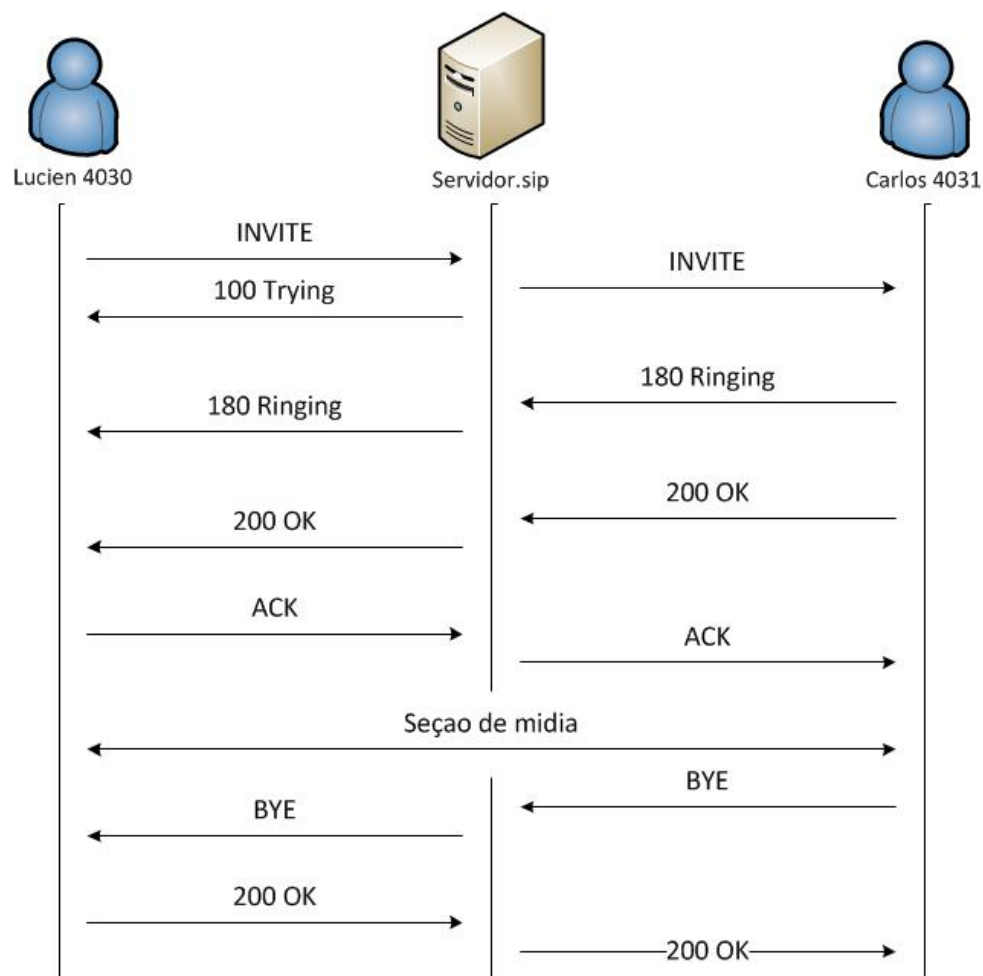 Lucien 4030
Servidor.sip
Carlos 4031
INVITE
INVITE
100 Trying
180 Ringing
180 Ringing
200 OK
200 OK
ACK
ACK
Seçao de midia
BYE
BYE
200 OK
200 OK